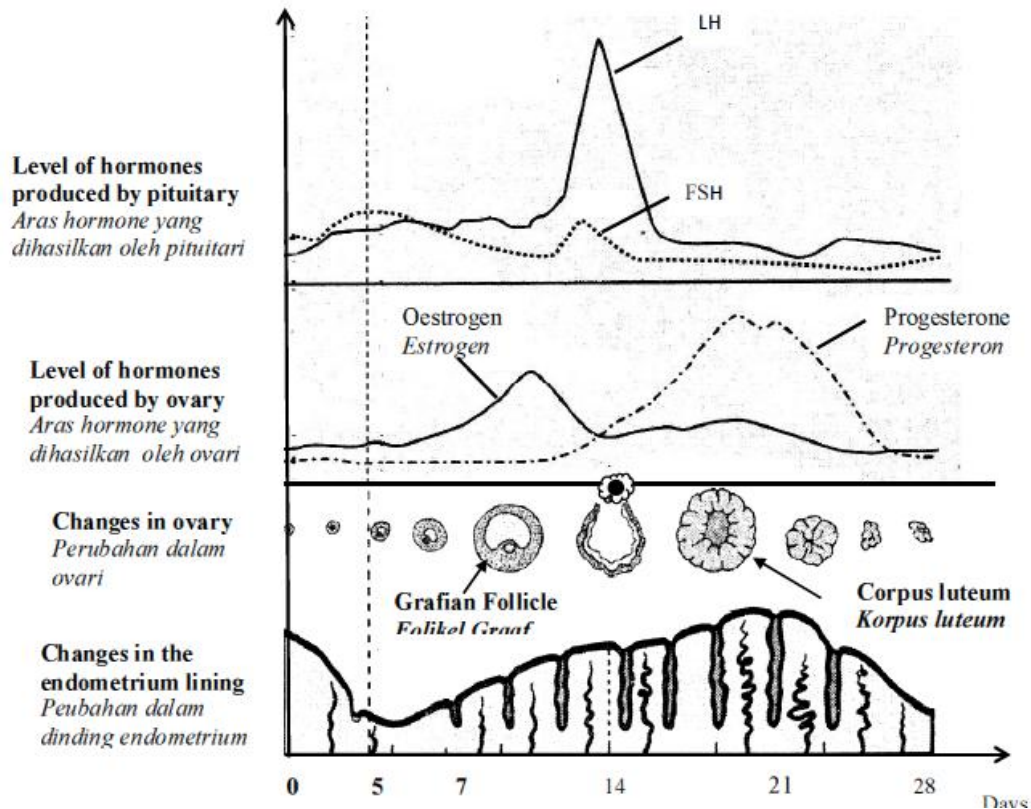 LH
Level of hormones
produced by pituitary
Aras hormone yang
dihasilkan oleh pituitari
FSH
Oestrogen
Estrogen
Progesterone
Progesteron
Level of hormones
produced by ovary
Aras hormone yang
dihasilkan oleh ovari
Changes in ovary
Perubahan dalam
ovari
Grafian Follicle
Folikel Graaf
Corpus luteum
Korpus luteum
Changes in the
endometrium lining
Peubahan dalam
dinding endometrium
0 5 7 14 21 28
Days